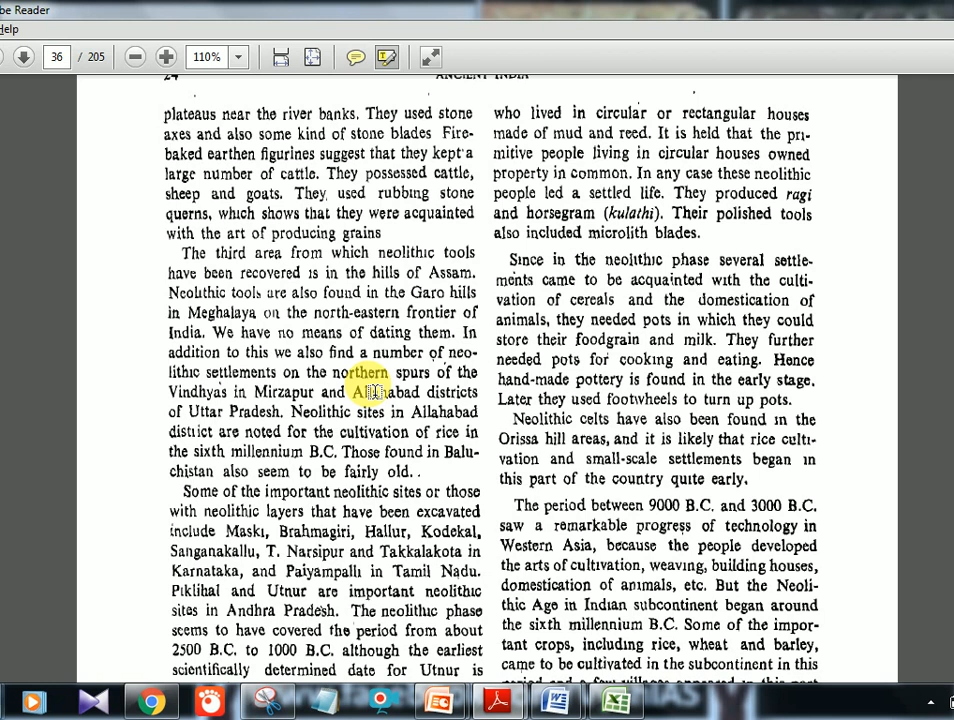 be Reader
Help
36 / 205
110%
24
ANCIENT INDIA
plateaus near the river banks. They used stone
axes and also some kind of stone blades Fire-
baked earthen figurines suggest that they kept a
large number of cattle. They possessed cattle,
sheep and goats. They used rubbing stone
querns, which shows that they were acquainted
with the art of producing grains
The third area from which neolithic tools
have been recovered is in the hills of Assam.
Neolithic tools are also found in the Garo hills
in Meghalaya on the north-eastern frontier of
India. We have no means of dating them. In
addition to this we also find a number of neo-
lithic settlements on the northern spurs of the
Vindhyas in Mirzapur and Allahabad districts
of Uttar Pradesh. Neolithic sites in Allahabad
district are noted for the cultivation of rice in
the sixth millennium B.C. Those found in Balu-
chistan also seem to be fairly old. .
Some of the important neolithic sites or those
with neolithic layers that have been excavated
include Maski, Brahmagiri, Hallur, Kodekal,
Sanganakallu, T. Narsipur and Takkalakota in
Karnataka, and Paiyampalli in Tamil Nadu.
Piklihal and Utnur are important neolithic
sites in Andhra Pradesh. The neolithic phase
seems to have covered the period from about
2500 B.C. to 1000 B.C. although the earliest
scientifically determined date for Utnur is
who lived in circular or rectangular houses
made of mud and reed. It is held that the pri-
mitive people living in circular houses owned
property in common. In any case these neolithic
people led a settled life. They produced ragi
and horsegram (kulathi). Their polished tools
also included microlith blades.
Since in the neolithic phase several settle-
ments came to be acquainted with the culti-
vation of cereals and the domestication of
animals, they needed pots in which they could
store their foodgrain and milk. They further
needed pots for cooking and eating. Hence
hand-made pottery is found in the early stage.
Later they used footwheels to turn up pots.
Neolithic celts have also been found in the
Orissa hill areas, and it is likely that rice culti-
vation and small-scale settlements began in
this part of the country quite early.
The period between 9000 B.C. and 3000 B.C.
saw a remarkable progress of technology in
Western Asia, because the people developed
the arts of cultivation, weaving, building houses,
domestication of animals, etc. But the Neoli-
thic Age in Indian subcontinent began around
the sixth millennium B.C. Some of the impor-
tant crops, including rice, wheat and barley,
came to be cultivated in the subcontinent in this
period and a few villages appeared in this part